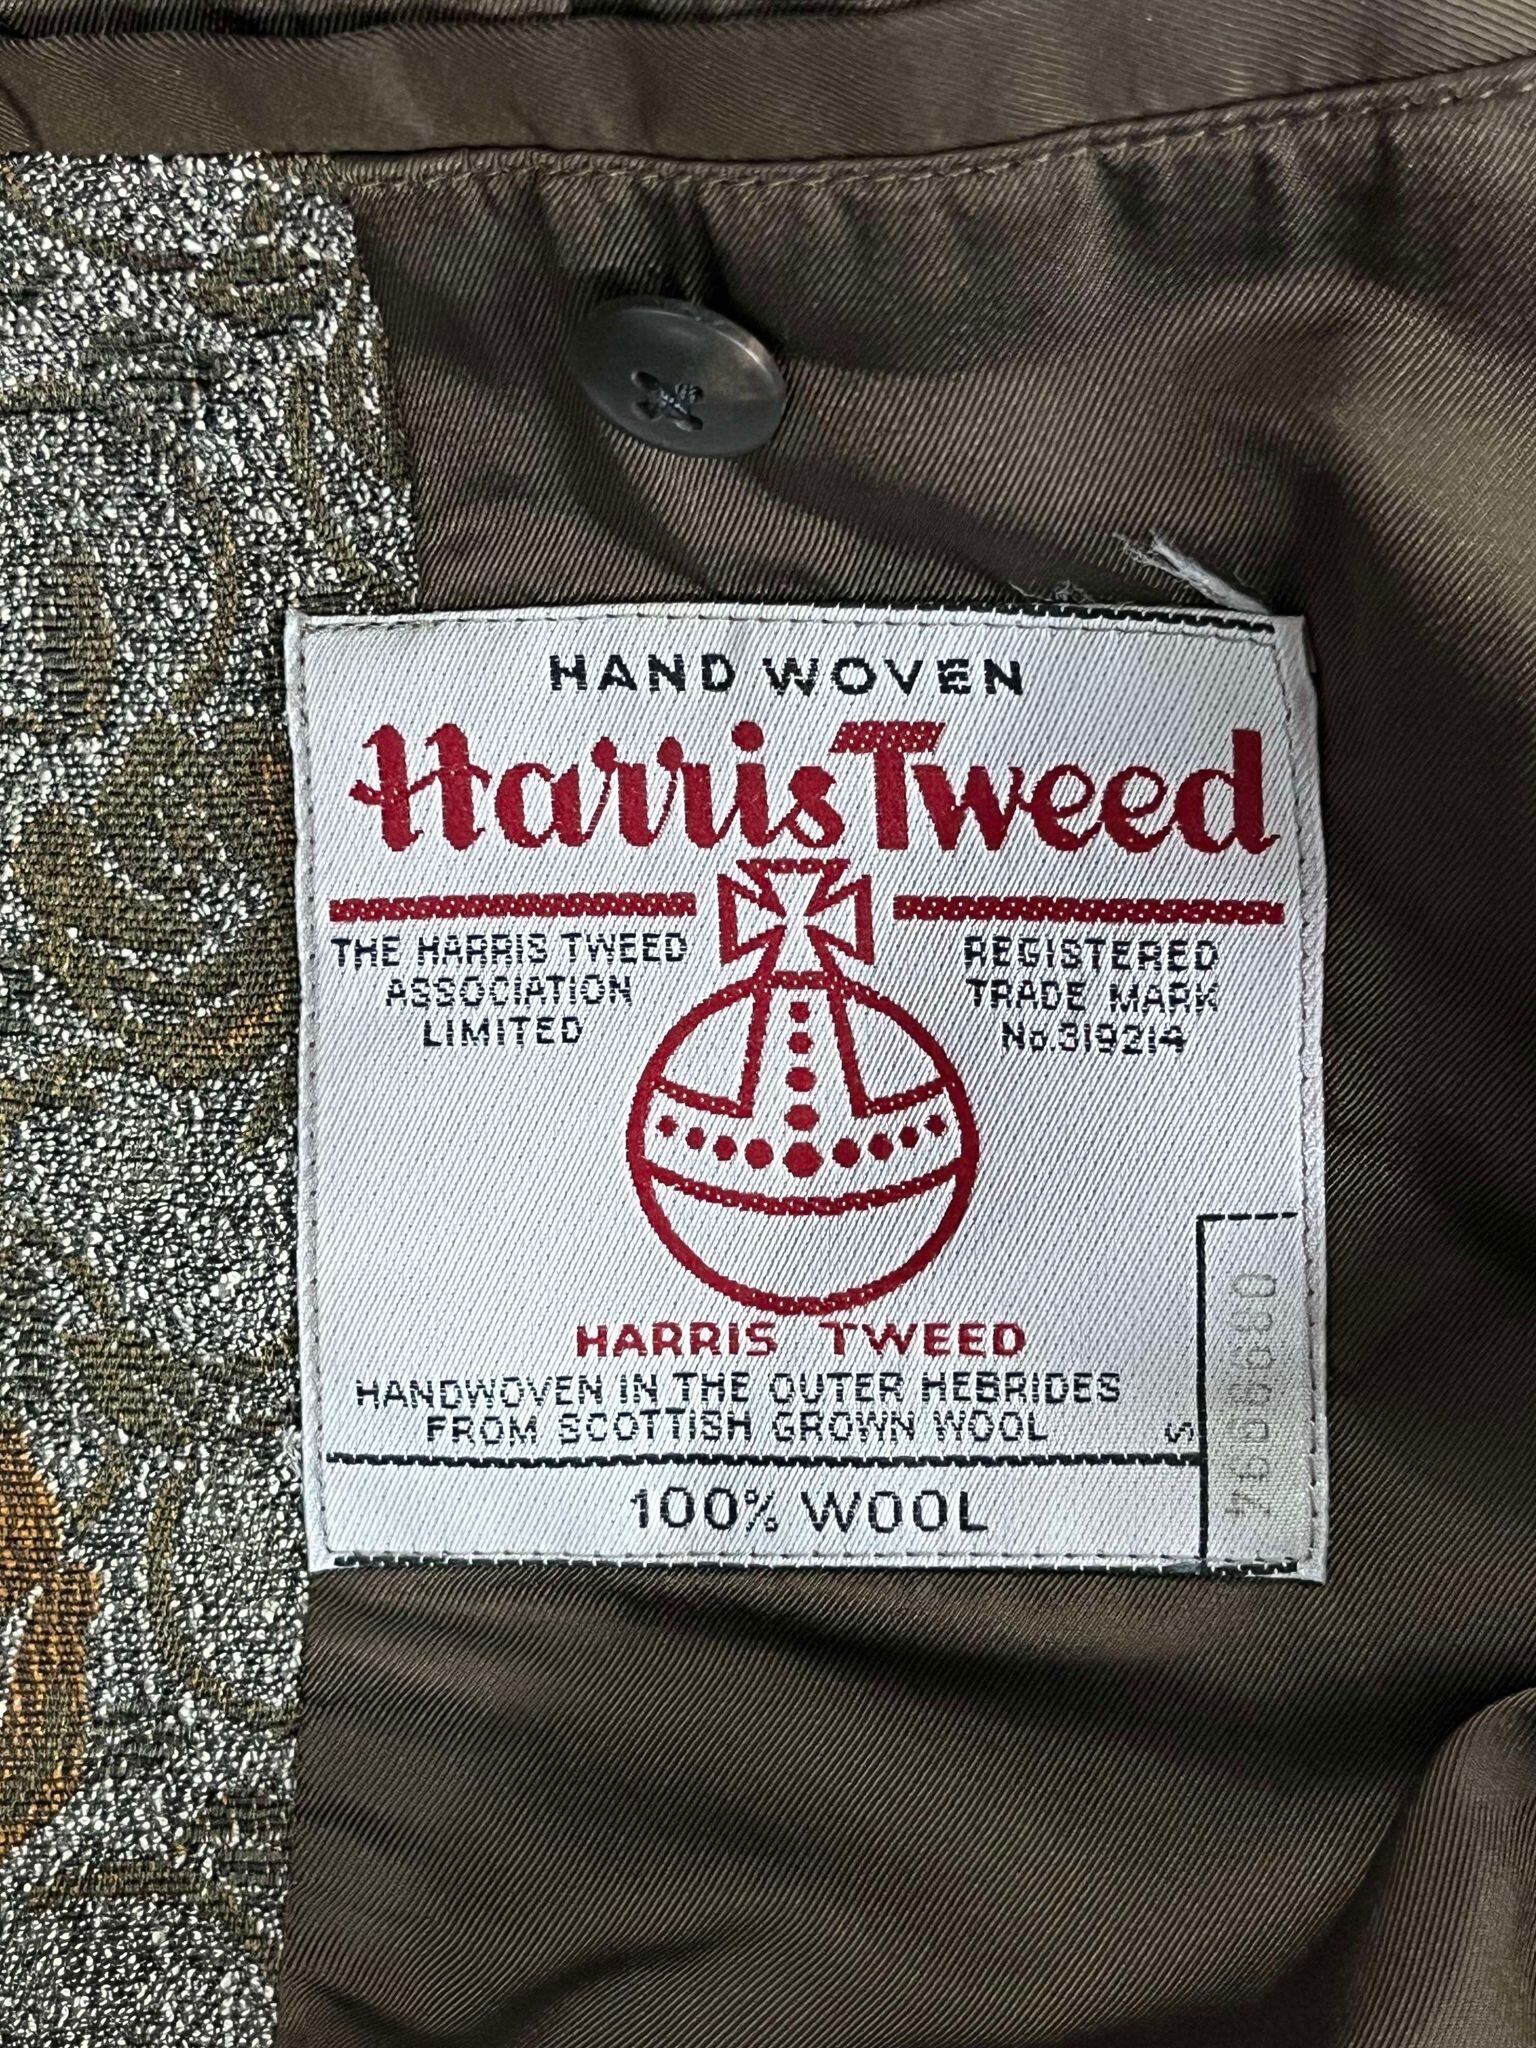 HAND WOVEN
Harris Tweed
THE HARRIS TWEED
ASSOCIATION
LIMITED
REGISTERED
TRADE MARK
No.319214
HARRIS TWEED
HANDWOVEN IN THE OUTER HEBRIDES
FROM SCOTTISH GROWN WOOL
S
100% WOOL